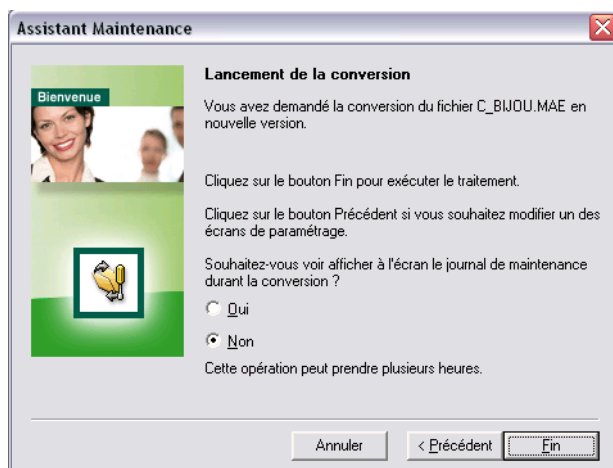 Assistant Maintenance
Bienvenue
Lancement de la conversion
Vous avez demandé la conversion du fichier C_BIJOU.MAE en
nouvelle version.
Cliquez sur le bouton Fin pour exécuter le traitement.
Cliquez sur le bouton Précédent si vous souhaitez modifier un des
écrans de paramétrage.
Souhaitez-vous voir afficher à l'écran le journal de maintenance
durant la conversion ?
Oui
Non
Cette opération peut prendre plusieurs heures.
Annuler
< Précédent
Fin